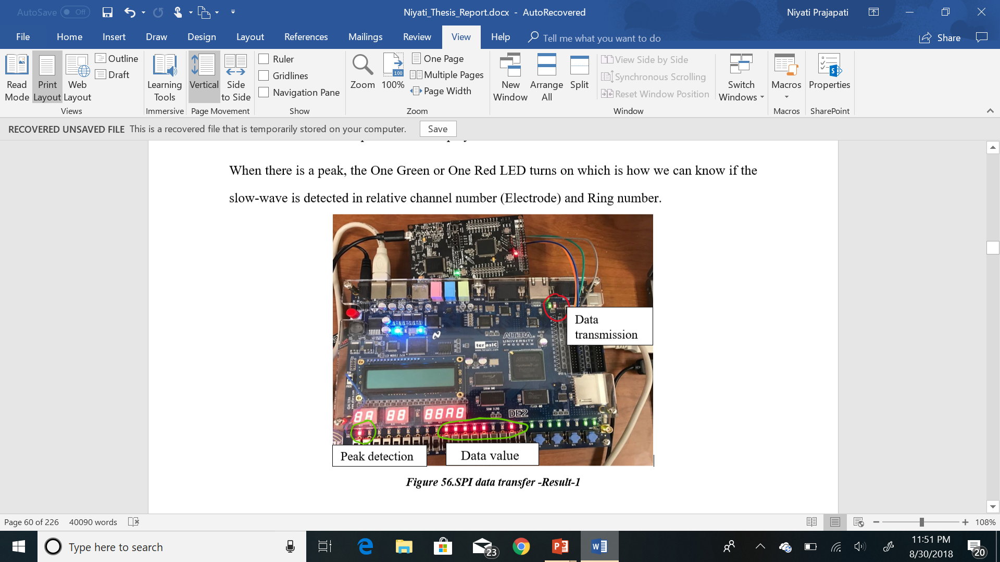 AutoSave Off
Niyati_Thesis_Report.docx - AutoRecovered
Niyati Prajapati
File Home Insert Draw Design Layout References Mailings Review View Help Tell me what you want to do Share
Read Mode
Print Layout
Web Layout
Outline
Draft
Views
Learning Tools
Immersive
Vertical
Side to Side
Page Movement
Ruler
Gridlines
Navigation Pane
Show
Zoom
100
100%
One Page
Multiple Pages
Page Width
Zoom
New Window
Arrange All
Split
View Side by Side
Synchronous Scrolling
Reset Window Position
Switch Windows
Window
Macros
Macros
Properties
SharePoint
RECOVERED UNSAVED FILE This is a recovered file that is temporarily stored on your computer. Save
When there is a peak, the One Green or One Red LED turns on which is how we can know if the
slow-wave is detected in relative channel number (Electrode) and Ring number.
Data
transmission
ALTERA
UNIVERSITY
PROGRAM
terasIC
DE2
Peak detection
Data value
Figure 56.SPI data transfer -Result-1
Page 60 of 226 40090 words 108%
Type here to search
23
11:51 PM
8/30/2018
20